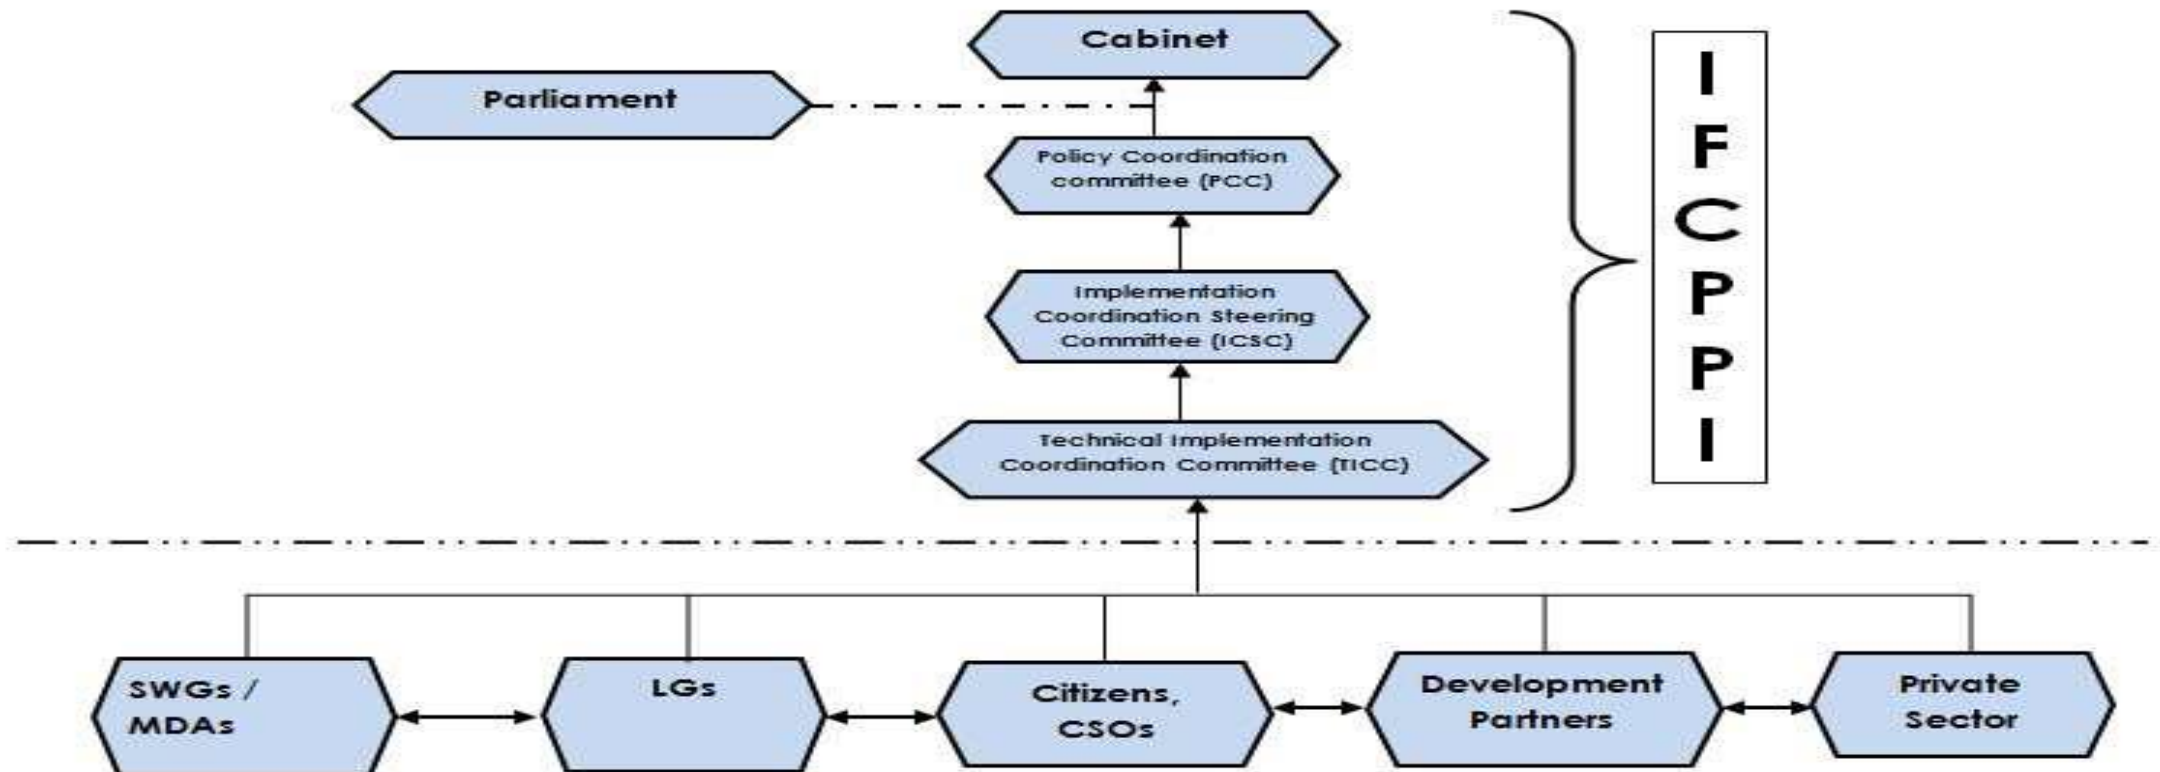 Cabinet
Parliament
Policy Coordination
committee (PCC)
Implementation
Coordination Steering
Committee (ICSC)
Technical Implementation
Coordination Committee (TICC)
I
F
C
P
P
I
SWGs /
MDAs
LGs
Citizens,
CSOs
Development
Partners
Private
Sector